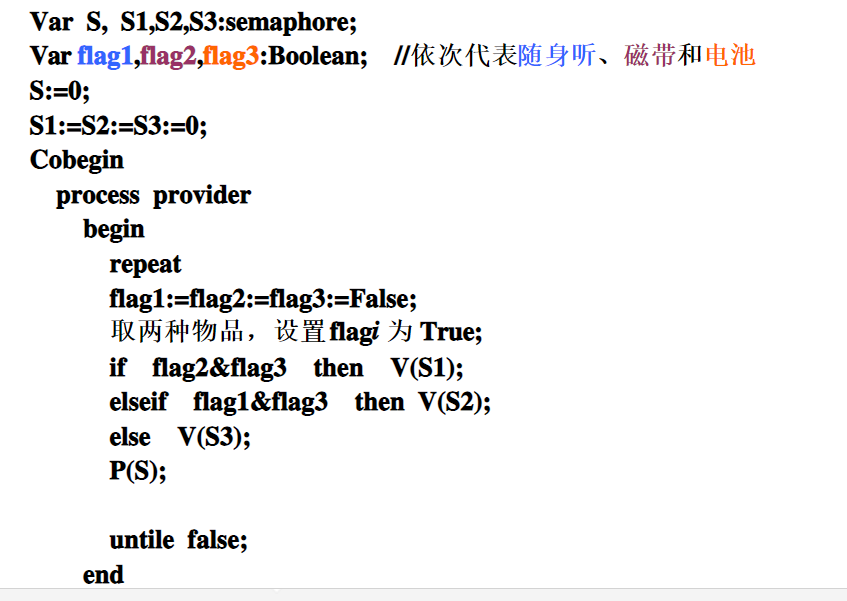 Var S, S1,S2,S3:semaphore;
Var flag1,flag2,flag3:Boolean; //依次代表随身听、磁带和电池
S:=0;
S1:=S2:=S3:=0;
Cobegin
process provider
begin
repeat
flag1:=flag2:=flag3:=False;
取两种物品，设置flagi 为 True;
if flag2&flag3 then V(S1);
elseif flag1&flag3 then V(S2);
else V(S3);
P(S);
untile false;
end